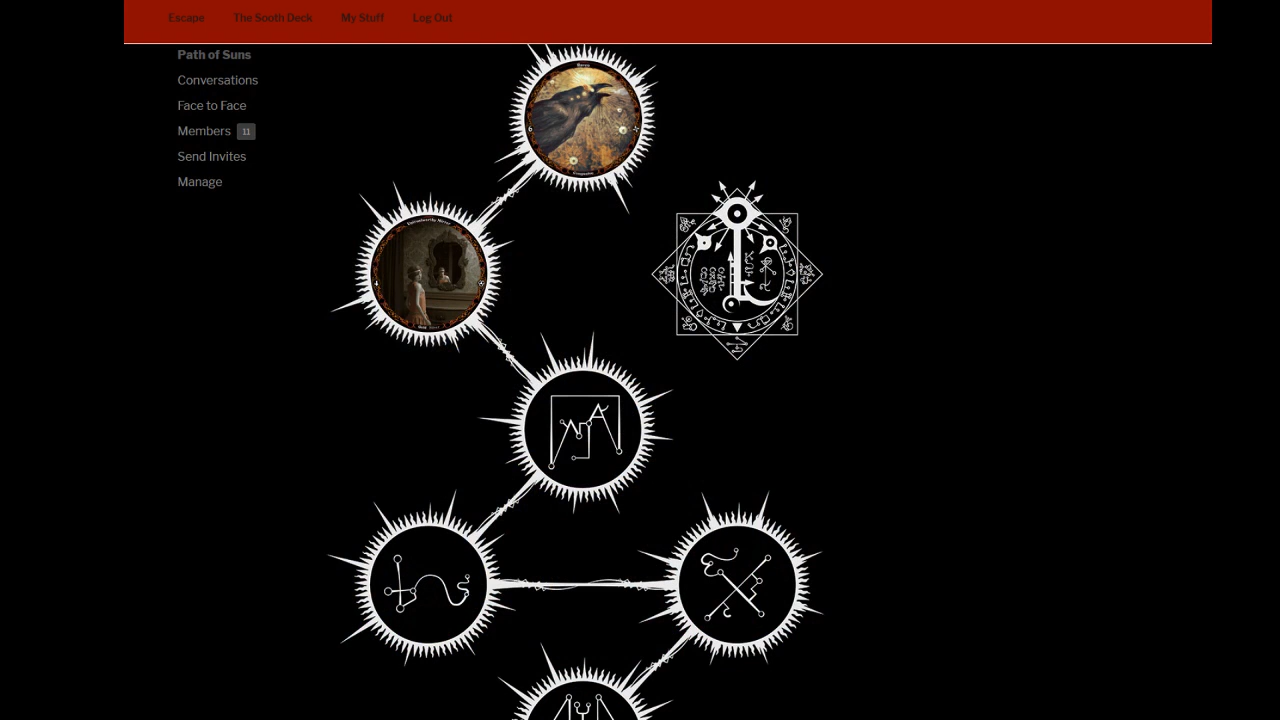 Escape The Sooth Deck My Stuff Log Out
Path of Suns
Conversations
Face to Face
Members 11
Send Invites
Manage